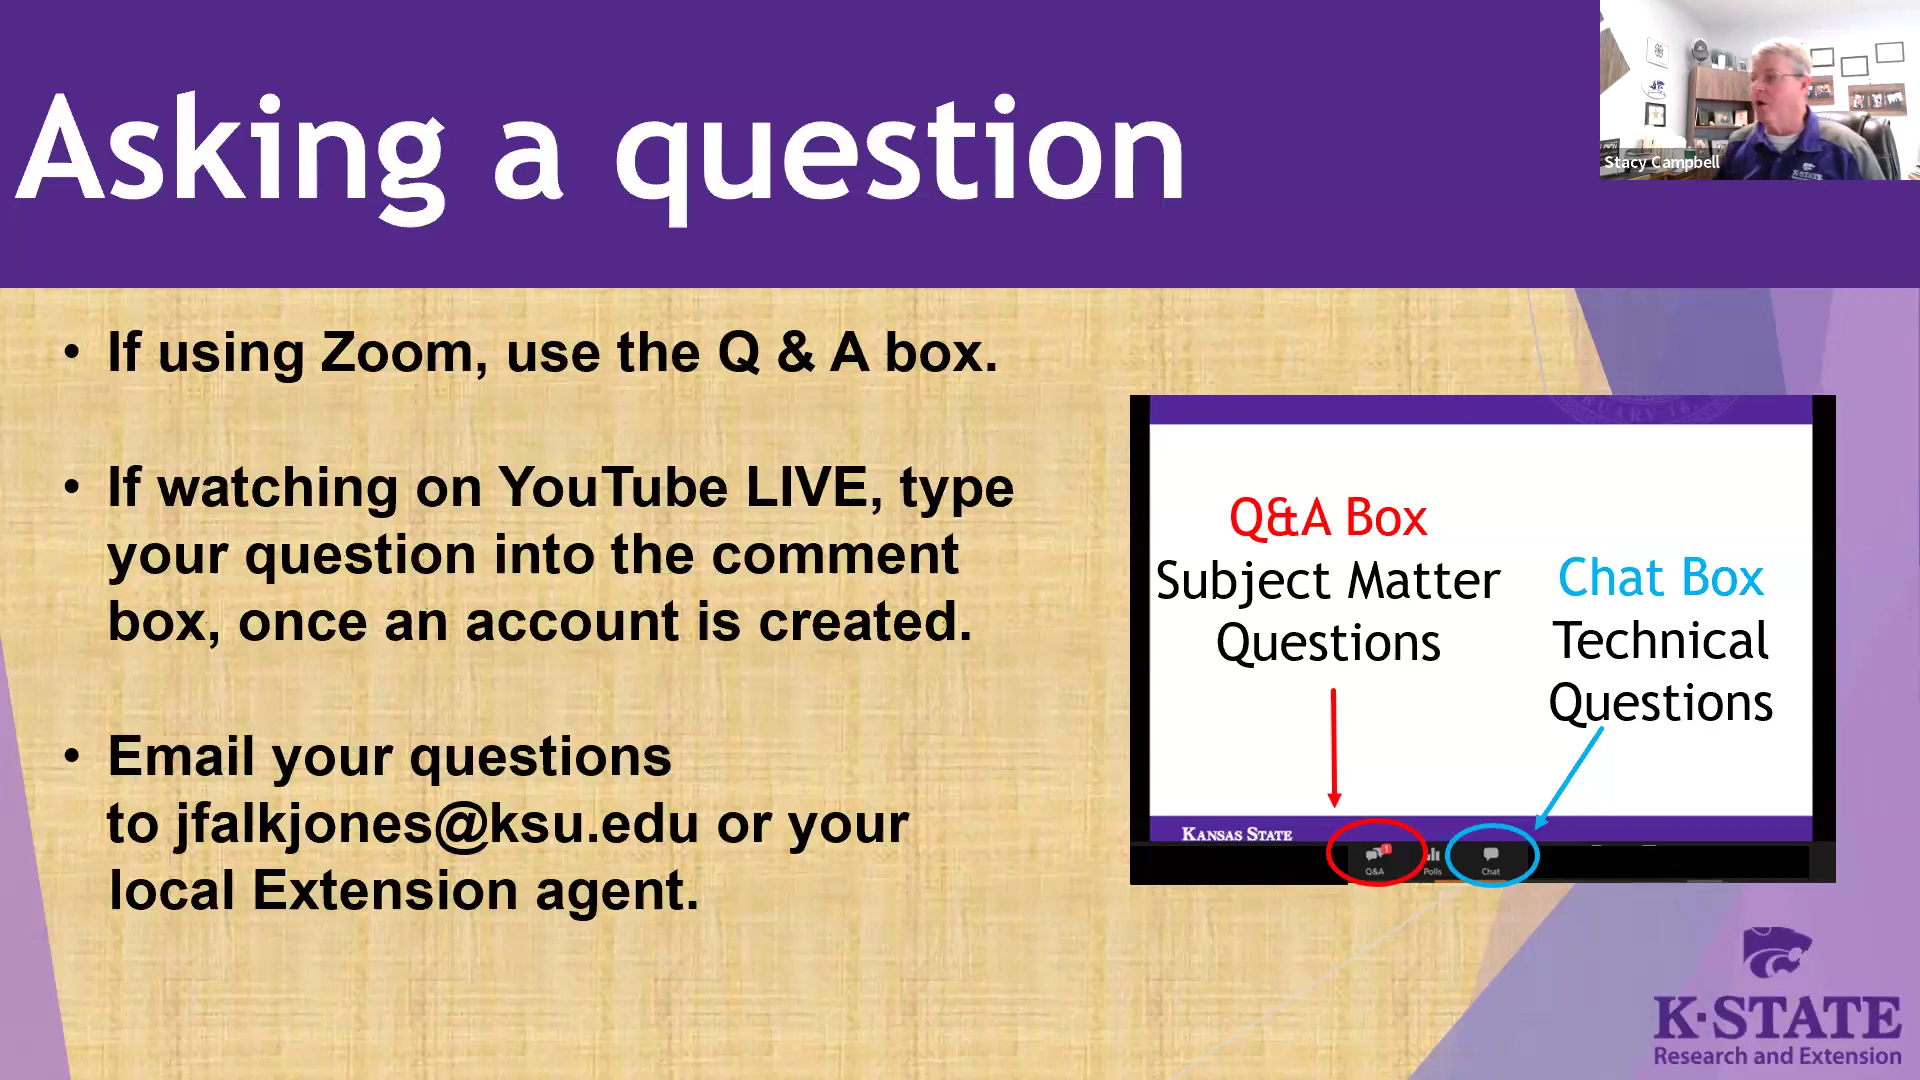 Asking a question
Stacy Campbell
K-STATE
• If using Zoom, use the Q & A box.
• If watching on YouTube LIVE, type
your question into the comment
box, once an account is created.
• Email your questions
to jfalkjones@ksu.edu or your
local Extension agent.
Q&A Box
Subject Matter
Questions
Chat Box
Technical
Questions
KANSAS STATE
1
Q&A
Polls
Chat
K·STATE
Research and Extension